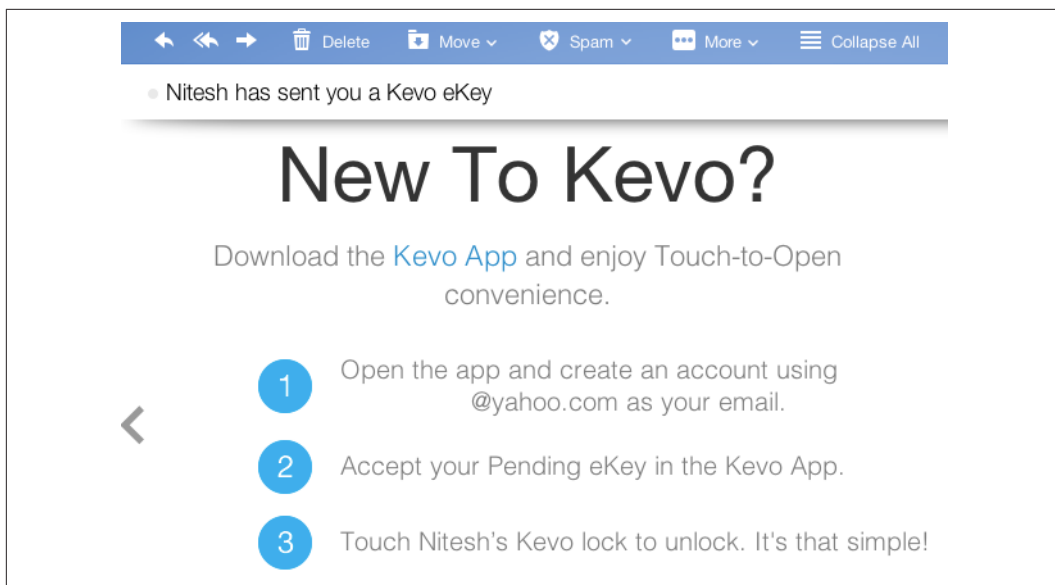 Delete Move Spam More Collapse All
Nitesh has sent you a Kevo eKey
New To Kevo?
Download the Kevo App and enjoy Touch-to-Open
convenience.
1 Open the app and create an account using
@yahoo.com as your email.
2 Accept your Pending eKey in the Kevo App.
3 Touch Nitesh’s Kevo lock to unlock. It's that simple!